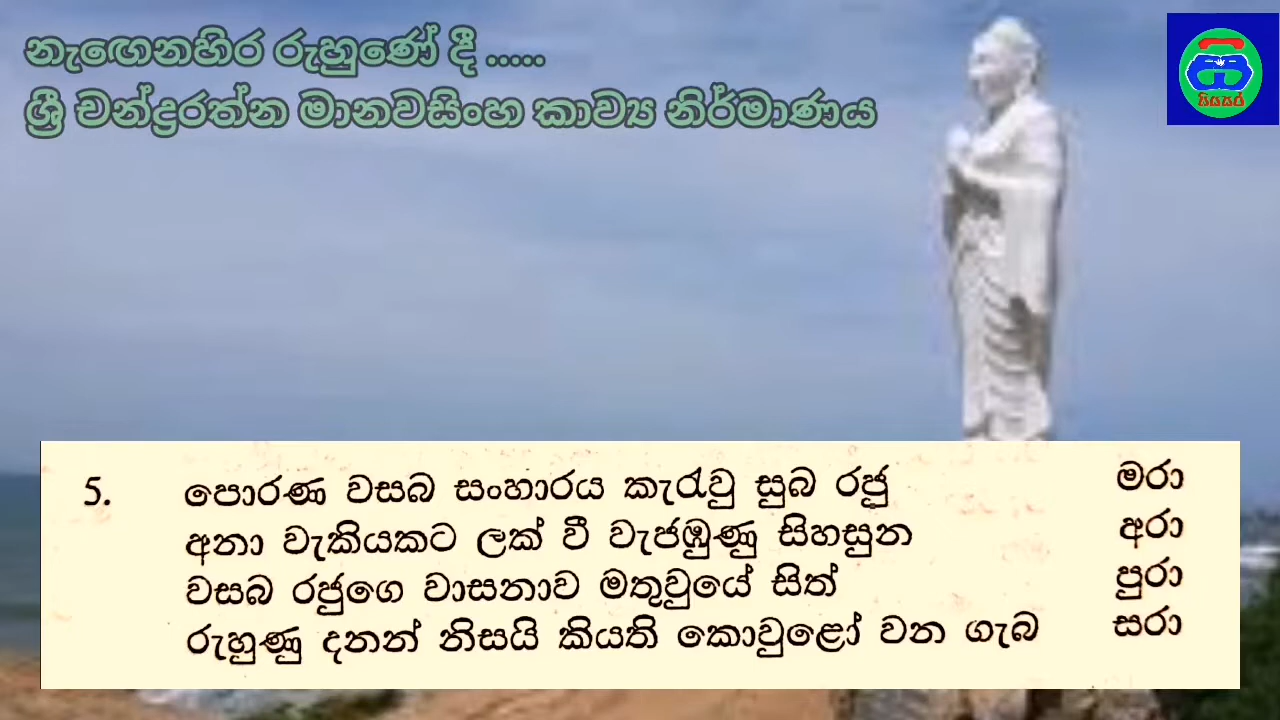 නැඟෙනහිර රුහුණේ දී .....
ශ්‍රී චන්ද්‍රරත්න මානවසිංහ කාව්‍ය නිර්මාණය
සියසර
5. පොරණ වසබ සංහාරය කැරැවු සුබ රජු මරා
අනා වැකියකට ලක් වී වැජඹුණු සිහසුන අරා
වසබ රජුගෙ වාසනාව මතුවුයේ සිත් පුරා
රුහුණු දනන් නිසයි කියති කොවුළෝ වන ගැබ සරා